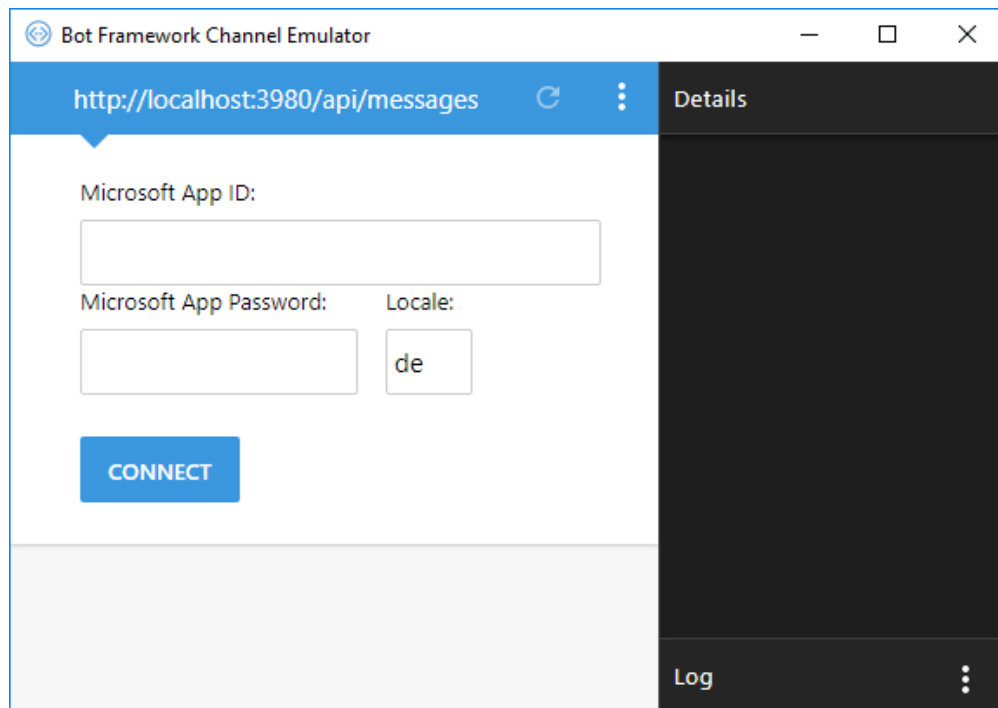 Bot Framework Channel Emulator
http://localhost:3980/api/messages
Details
Microsoft App ID:
Microsoft App Password:
Locale:
de
CONNECT
Log